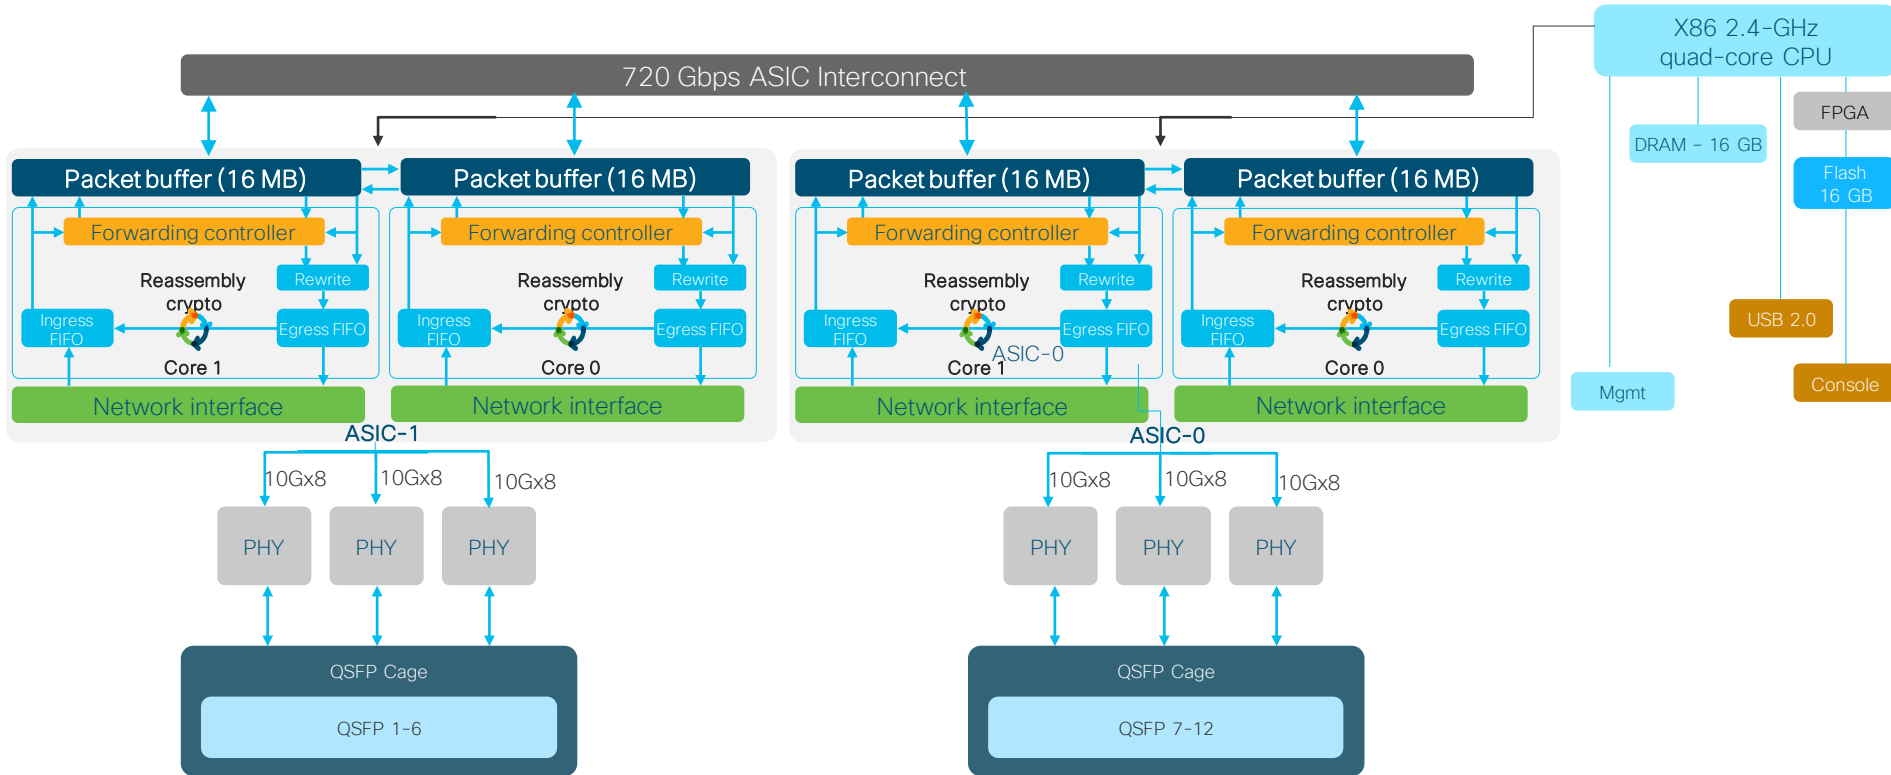 X86 2.4-GHz
quad-core CPU
720 Gbps ASIC Interconnect
FPGA
DRAM - 16 GB
Flash
16 GB
USB 2.0
Console
Mgmt
Packet buffer (16 MB)
Forwarding controller
Rewrite
Reassembly
crypto
Ingress
FIFO
Egress FIFO
Core 1
Network interface
Packet buffer (16 MB)
Forwarding controller
Rewrite
Reassembly
crypto
Ingress
FIFO
Egress FIFO
Core 0
Network interface
ASIC-1
Packet buffer (16 MB)
Forwarding controller
Rewrite
Reassembly
crypto
Ingress
FIFO
Egress FIFO
ASIC-0
Core 1
Network interface
Packet buffer (16 MB)
Forwarding controller
Rewrite
Reassembly
crypto
Ingress
FIFO
Egress FIFO
Core 0
Network interface
ASIC-0
10Gx8
10Gx8
10Gx8
PHY
PHY
PHY
QSFP Cage
QSFP 1-6
10Gx8
10Gx8
10Gx8
PHY
PHY
PHY
QSFP Cage
QSFP 7-12